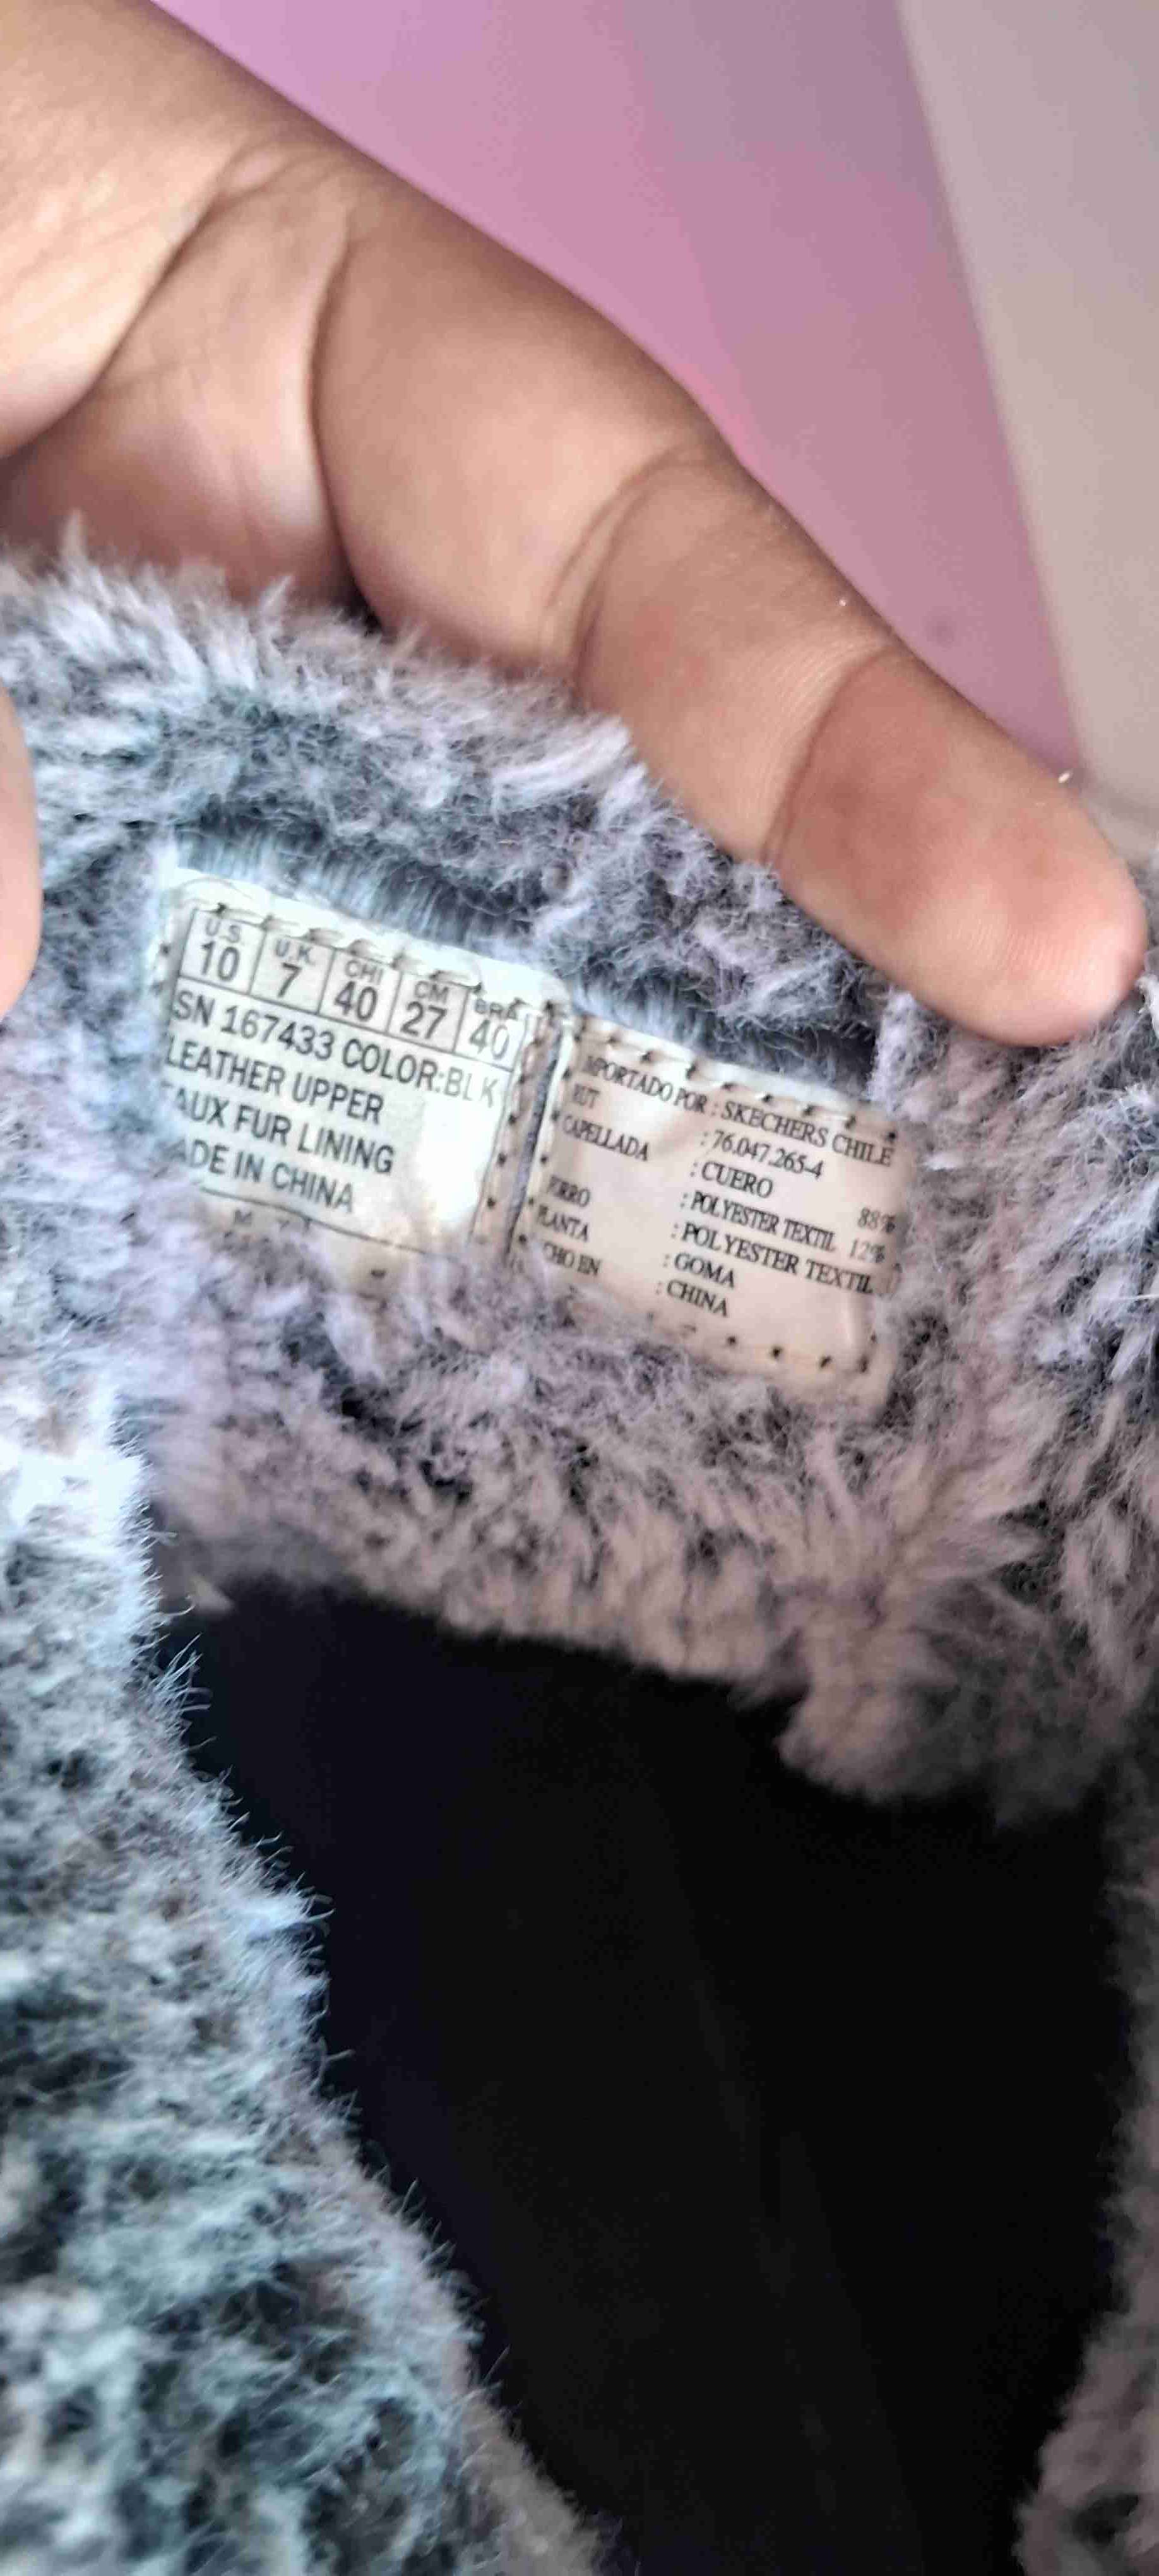 U.S. U.K. CHI CM BRA
10 7 40 27 40
SN 167433 COLOR:BLK
LEATHER UPPER
AUX FUR LINING
ADE IN CHINA
MPORTADO POR : SKECHERS CHILE
RUT : 76.047.265-4
CAPELLADA : CUERO 88%
: POLYESTER TEXTIL 12%
FORRO : POLYESTER TEXTIL
PLANTA : GOMA
CHO EN : CHINA